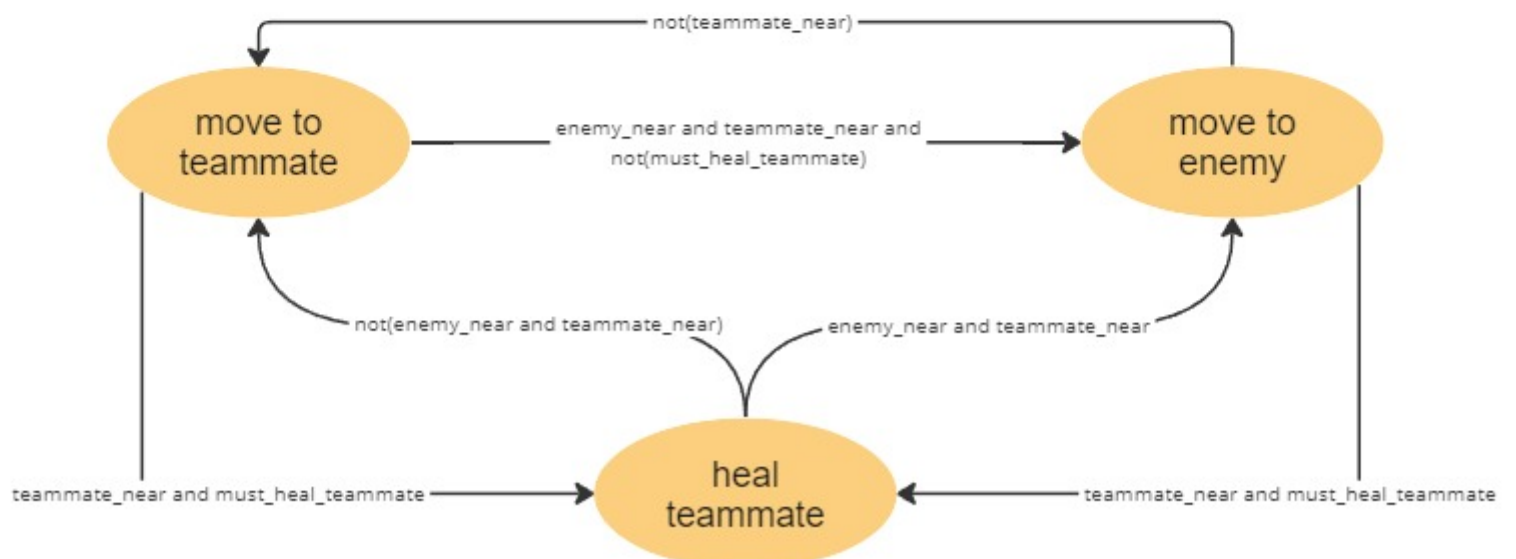 not(teammate_near)
move to
teammate
enemy_near and teammate_near and
not(must_heal_teammate)
move to
enemy
not(enemy_near and teammate_near)
enemy_near and teammate_near
teammate_near and must_heal_teammate
heal
teammate
teammate_near and must_heal_teammate